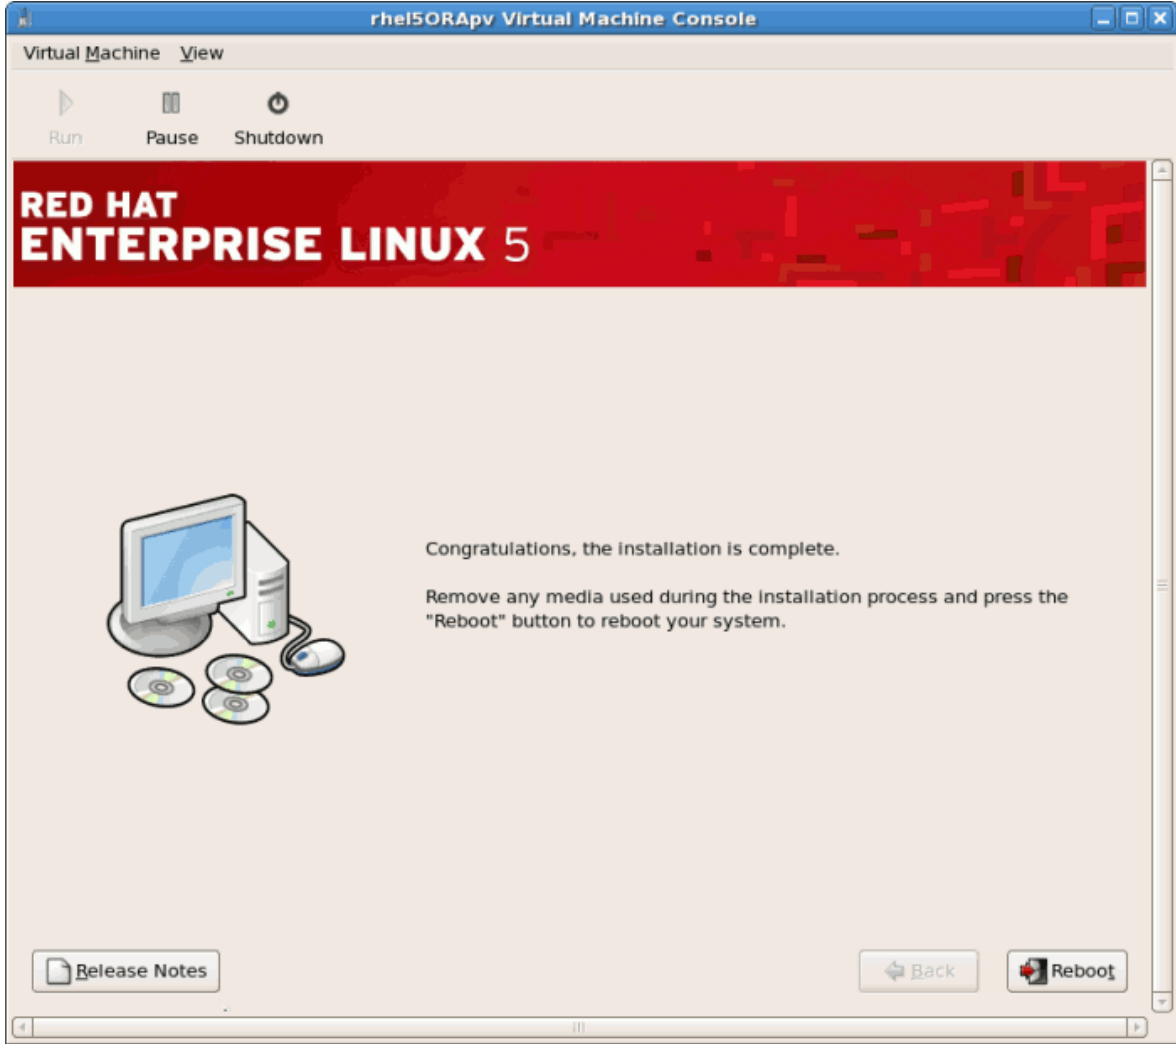 rhel5ORApv Virtual Machine Console
Virtual Machine View
Run Pause Shutdown
RED HAT
ENTERPRISE LINUX 5
Congratulations, the installation is complete.
Remove any media used during the installation process and press the
"Reboot" button to reboot your system.
Release Notes Back Reboot